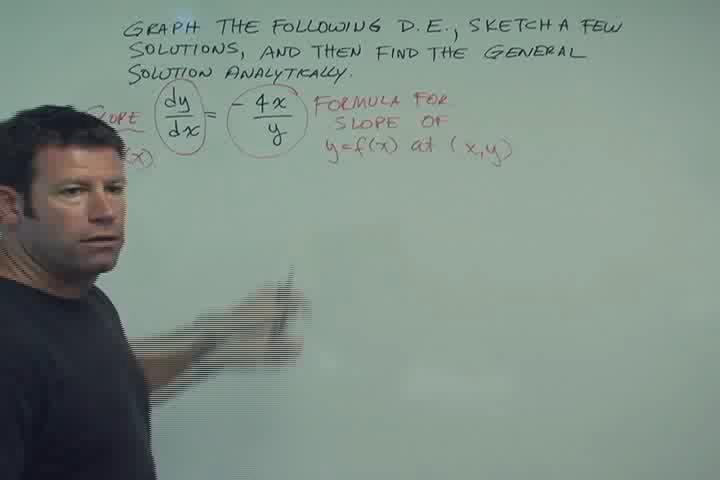 GRAPH THE FOLLOWING D.E., SKETCH A FEW
SOLUTIONS, AND THEN FIND THE GENERAL
SOLUTION ANALYTICALLY.
dy/dx = -4x/y
FORMULA FOR
SLOPE OF
y=f(x) at (x,y)
(x)